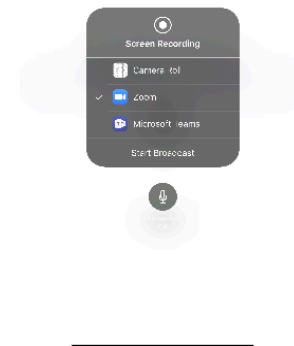 Screen Recording
Camera Roll
Zoom
Microsoft Teams
Start Broadcast